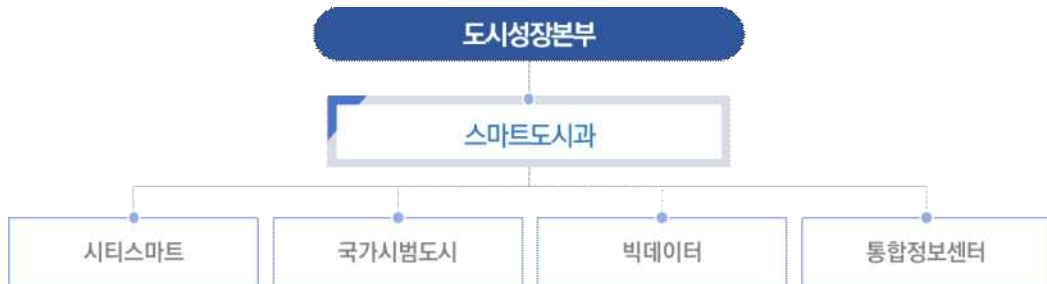 도시성장본부
스마트도시과
시티스마트
국가시범도시
빅데이터
통합정보센터